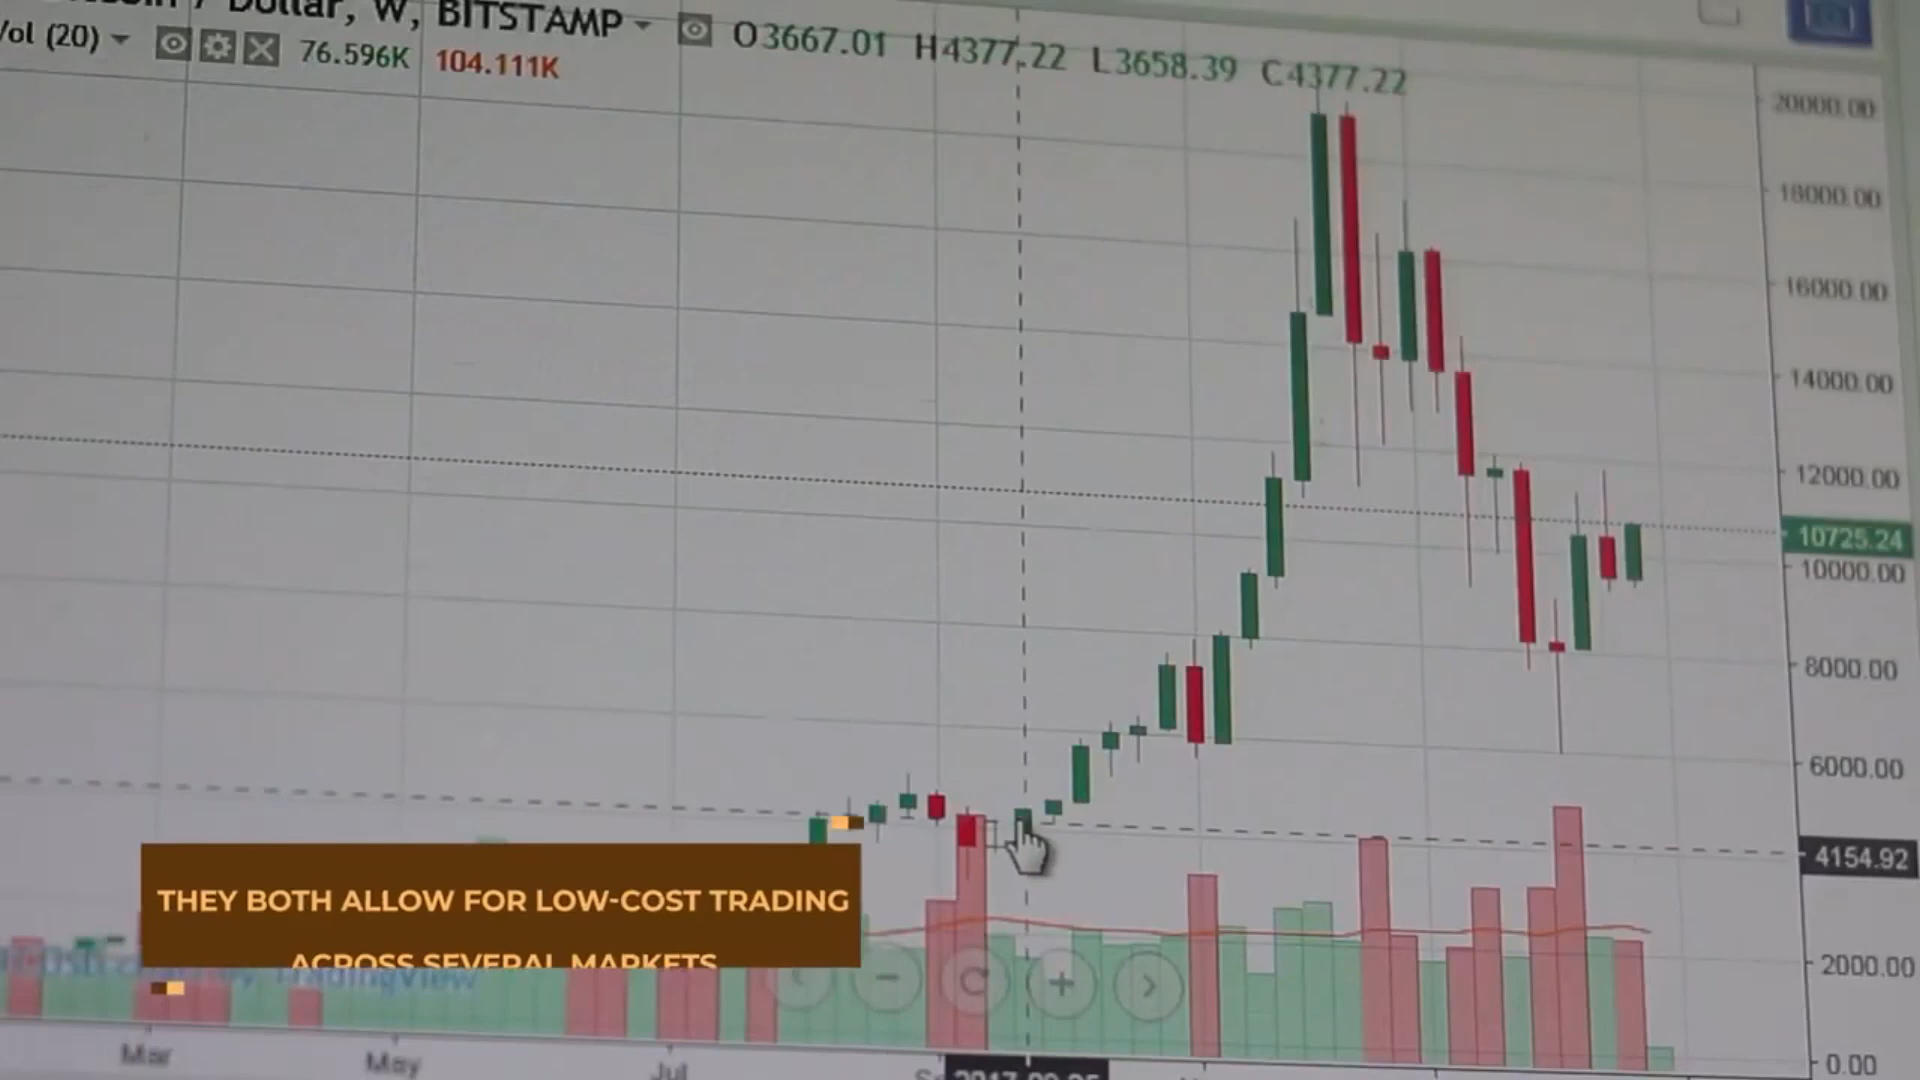 Dollar, W, BITSTAMP O3667.01 H4377.22 L3658.39 C4377.22
Vol (20) 76.596K 104.111K
20000.00
18000.00
16000.00
14000.00
12000.00
10725.24
10000.00
8000.00
6000.00
4154.92
2000.00
0.00
THEY BOTH ALLOW FOR LOW-COST TRADING
ACROSS SEVERAL MARKETS
TradingView
Mar May Jul